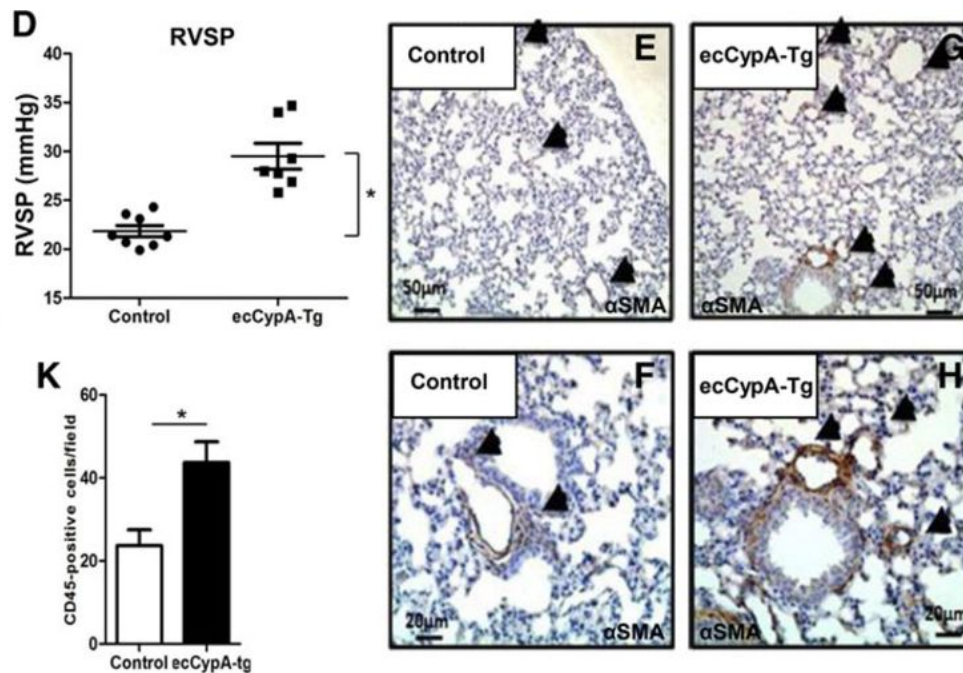 D
RVSP
RVSP (mmHg)
40
35
30
25
20
15
*
Control
ecCypA-Tg
Control
E
50μm
αSMA
ecCypA-Tg
G
50μm
αSMA
K
CD45-positive cells/field
60
40
20
0
*
Control
ecCypA-tg
Control
F
20μm
αSMA
ecCypA-Tg
H
αSMA
20μm